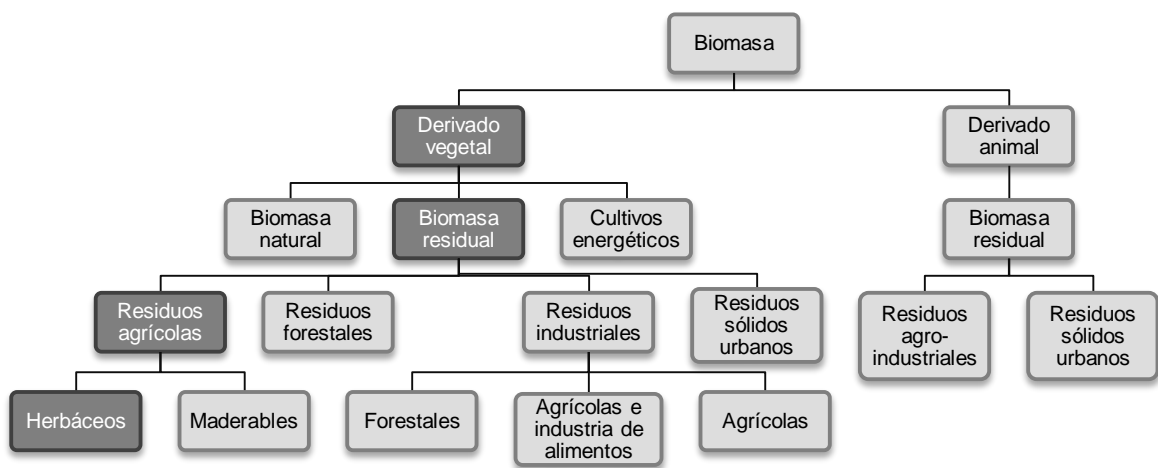 Biomasa
Derivado
vegetal
Derivado
animal
Biomasa
natural
Biomasa
residual
Cultivos
energéticos
Biomasa
residual
Residuos
agrícolas
Residuos
forestales
Residuos
industriales
Residuos
sólidos
urbanos
Residuos
agro-
industriales
Residuos
sólidos
urbanos
Herbáceos
Maderables
Forestales
Agrícolas e
industria de
alimentos
Agrícolas